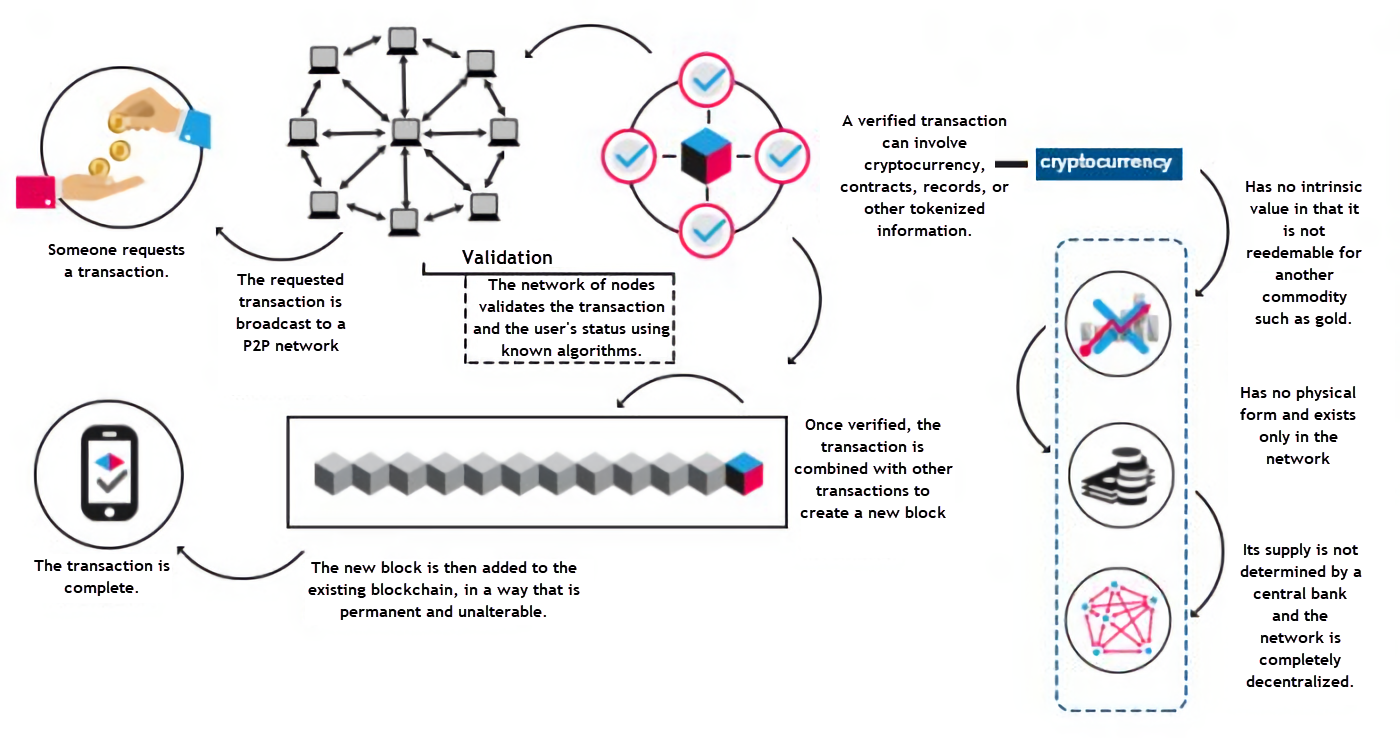 Someone requests
a transaction.
The requested
transaction is
broadcast to a
P2P network
Validation
The network of nodes
validates the transaction
and the user's status using
known algorithms.
A verified transaction
can involve
cryptocurrency,
contracts, records, or
other tokenized
information.
cryptocurrency
Has no intrinsic
value in that it
is not
reedemable for
another
commodity
such as gold.
Has no physical
form and exists
only in the
network
Its supply is not
determined by a
central bank
and the
network is
completely
decentralized.
Once verified, the
transaction is
combined with other
transactions to
create a new block
The new block is then added to the
existing blockchain, in a way that is
permanent and unalterable.
The transaction is
complete.